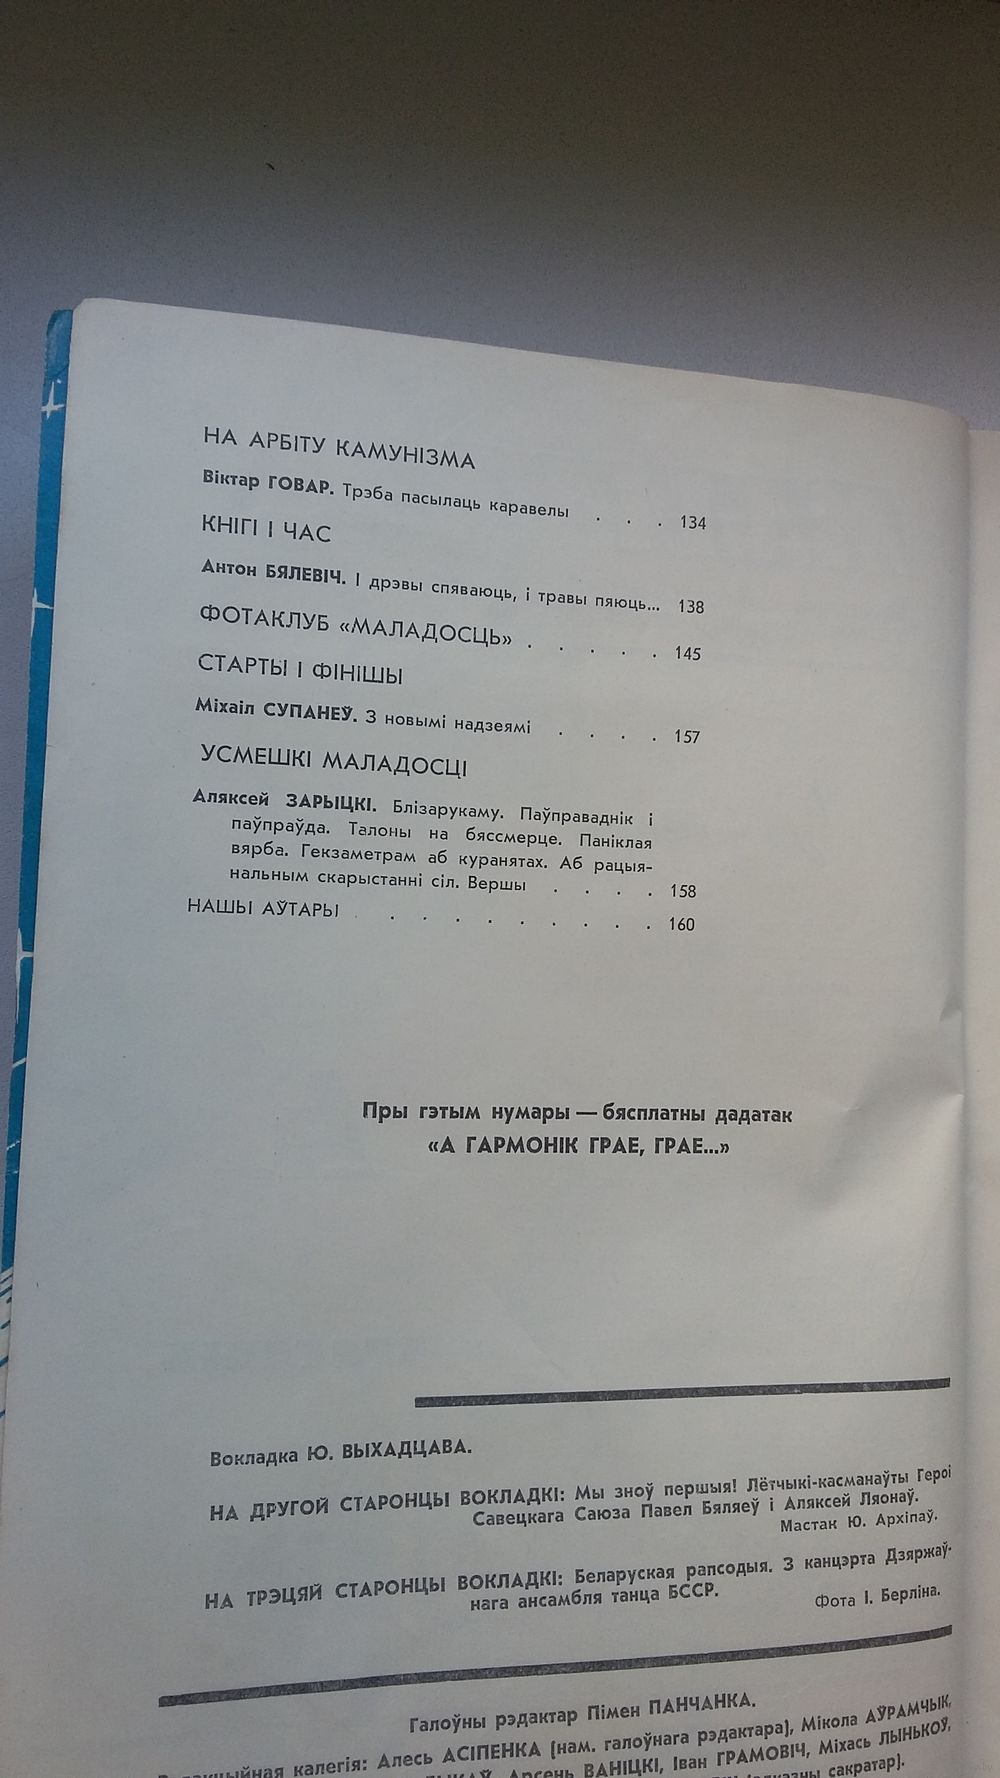 НА АРБІТУ КАМУНІЗМА
Віктар ГОВАР. Трэба пасылаць каравелы . . . 134
КНІГІ І ЧАС
Антон БЯЛЕВІЧ. І дрэвы спяваюць, і травы пяюць... 138
ФОТАКЛУБ «МАЛАДОСЦЬ» . . . . . 145
СТАРТЫ І ФІНІШЫ
Міхаіл СУПАНЕЎ. З новымі надзеямі . . . . 157
УСМЕШКІ МАЛАДОСЦІ
Аляксей ЗАРЫЦКІ. Блізарукаму. Паўправаднік і
паўпраўда. Талоны на бяссмерце. Паніклая
вярба. Гекзаметрам аб куранятах. Аб рацыя-
нальным скарыстанні сіл. Вершы . . . . 158
НАШЫ АЎТАРЫ . . . . . . . . . . 160
Пры гэтым нумары — бясплатны дадатак
«А ГАРМОНІК ГРАЕ, ГРАЕ...»
Вокладка Ю. ВЫХАДЦАВА.
НА ДРУГОЙ СТАРОНЦЫ ВОКЛАДКІ: Мы зноў першыя! Лётчыкі-касманаўты Героі
Савецкага Саюза Павел Бяляеў і Аляксей Ляонаў.
Мастак Ю. Архіпаў.
НА ТРЭЦЯЙ СТАРОНЦЫ ВОКЛАДКІ: Беларуская рапсодыя. З канцэрта Дзяржаў-
нага ансамбля танца БССР.
Фота І. Берліна.
Галоўны рэдактар Пімен ПАНЧАНКА.
калегія: Алесь АСІПЕНКА (нам. галоўнага рэдактара), Мікола АЎРАМЧЫК,
Арсень ВАНІЦКІ, Іван ГРАМОВІЧ, Міхась ЛЫНЬКОЎ,
сакратар).